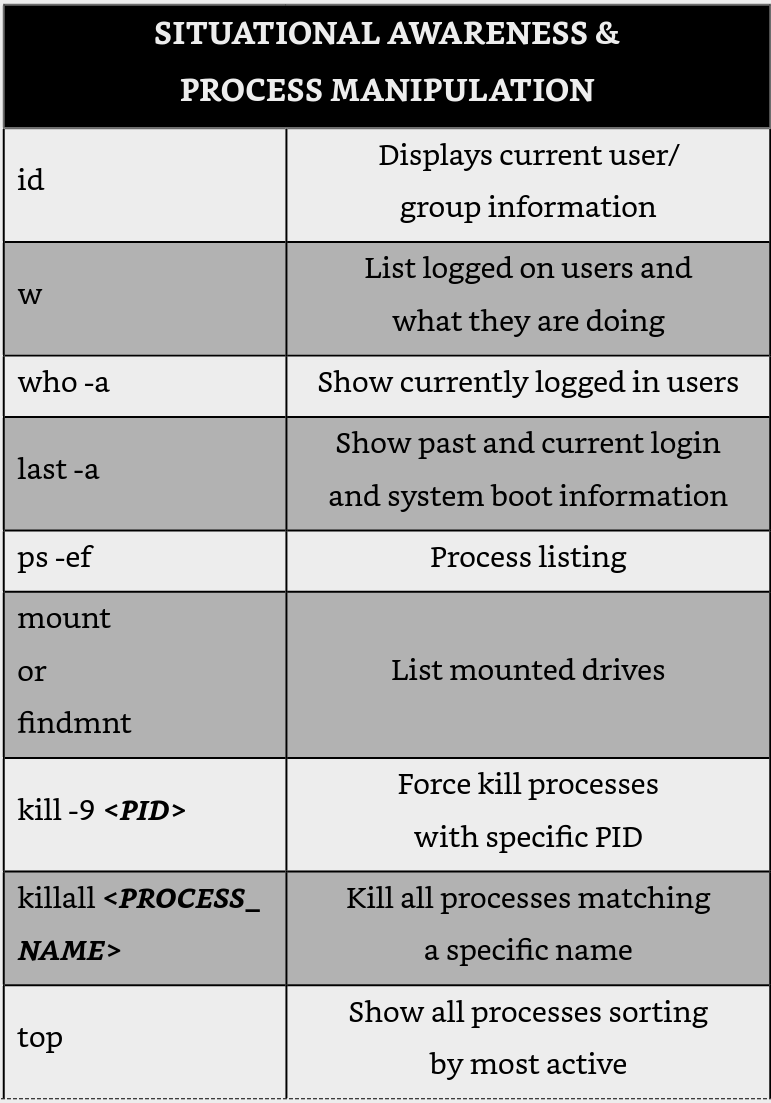 SITUATIONAL AWARENESS &
PROCESS MANIPULATION
id
Displays current user/
group information
w
List logged on users and
what they are doing
who -a
Show currently logged in users
last -a
Show past and current login
and system boot information
ps -ef
Process listing
mount
or
findmnt
List mounted drives
kill -9 <PID>
Force kill processes
with specific PID
killall <PROCESS_
NAME>
Kill all processes matching
a specific name
top
Show all processes sorting
by most active